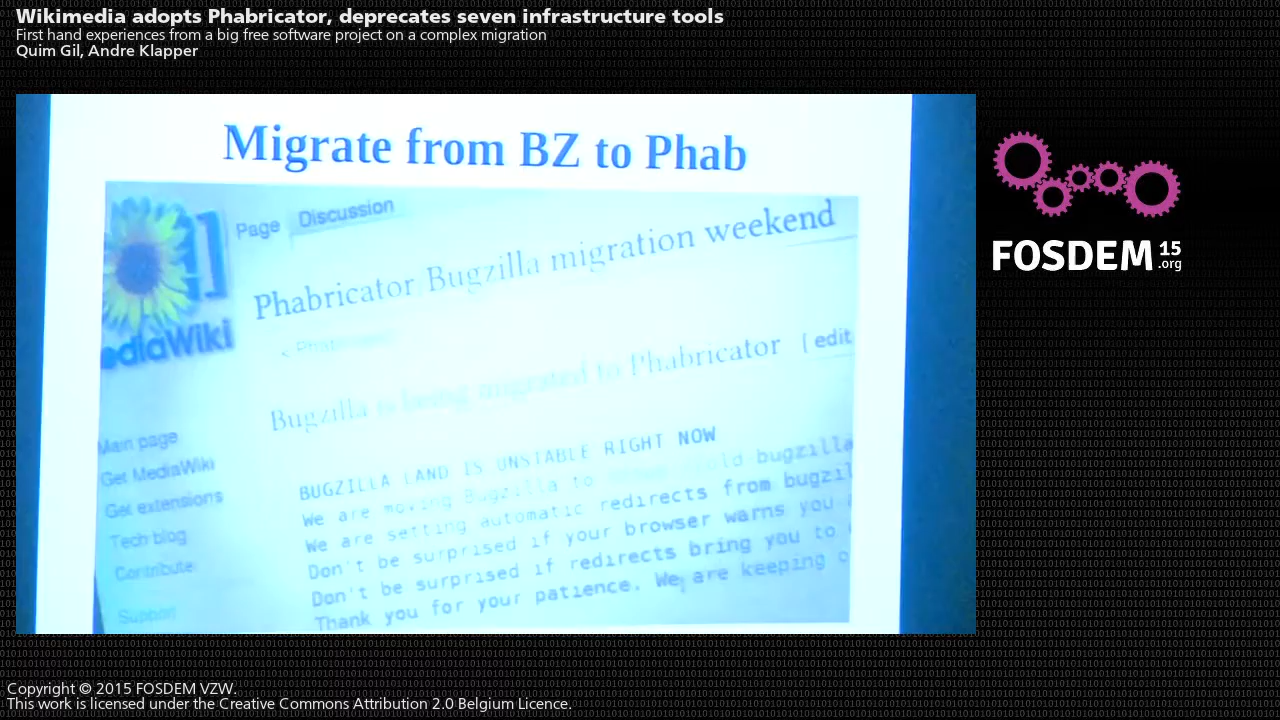 Wikimedia adopts Phabricator, deprecates seven infrastructure tools
First hand experiences from a big free software project on a complex migration
Quim Gil, Andre Klapper
Migrate from BZ to Phab
Page Discussion
Phabricator Bugzilla migration weekend
ediaWiki
Bugzilla is being migrated to Phabricator [ edit
Main page
Get MediaWiki
Get extensions
Tech blog
Contribute
Support
BUGZILLA LAND IS UNSTABLE RIGHT NOW
We are moving Bugzilla to old bugzilla
We are setting automatic redirects from bugzil
Don't be surprised if your browser warns you
Don't be surprised if redirects bring you to
Thank you for your patience. We are keeping o
FOSDEM 15
.org
Copyright © 2015 FOSDEM VZW.
This work is licensed under the Creative Commons Attribution 2.0 Belgium Licence.